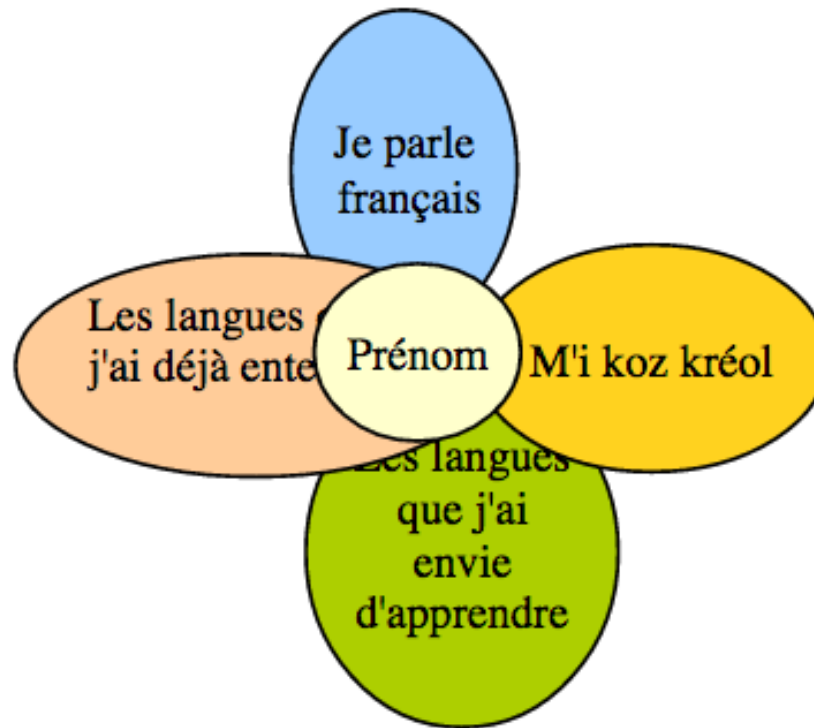 Je parle
français
Les langues
j'ai déjà
Prénom
M'i koz kréol
Les langues
que j'ai
envie
d'apprendre